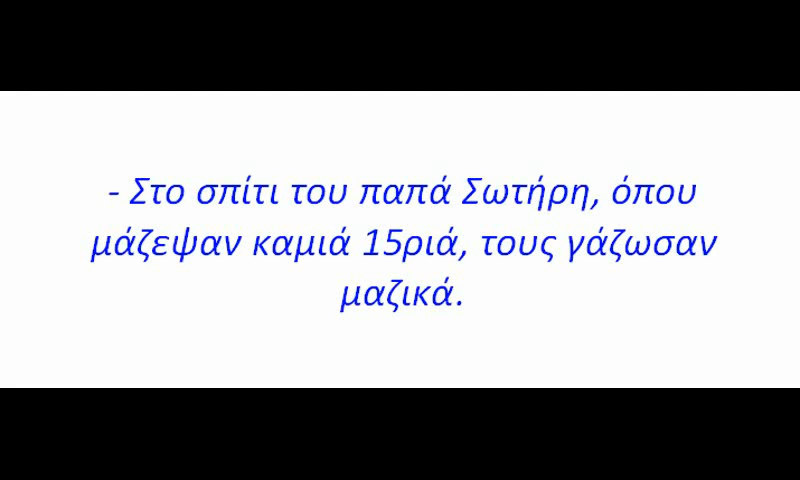 - Στο σπίτι του παπά Σωτήρη, όπου
μάζεψαν καμιά 15ριά, τους γάζωσαν
μαζικά.